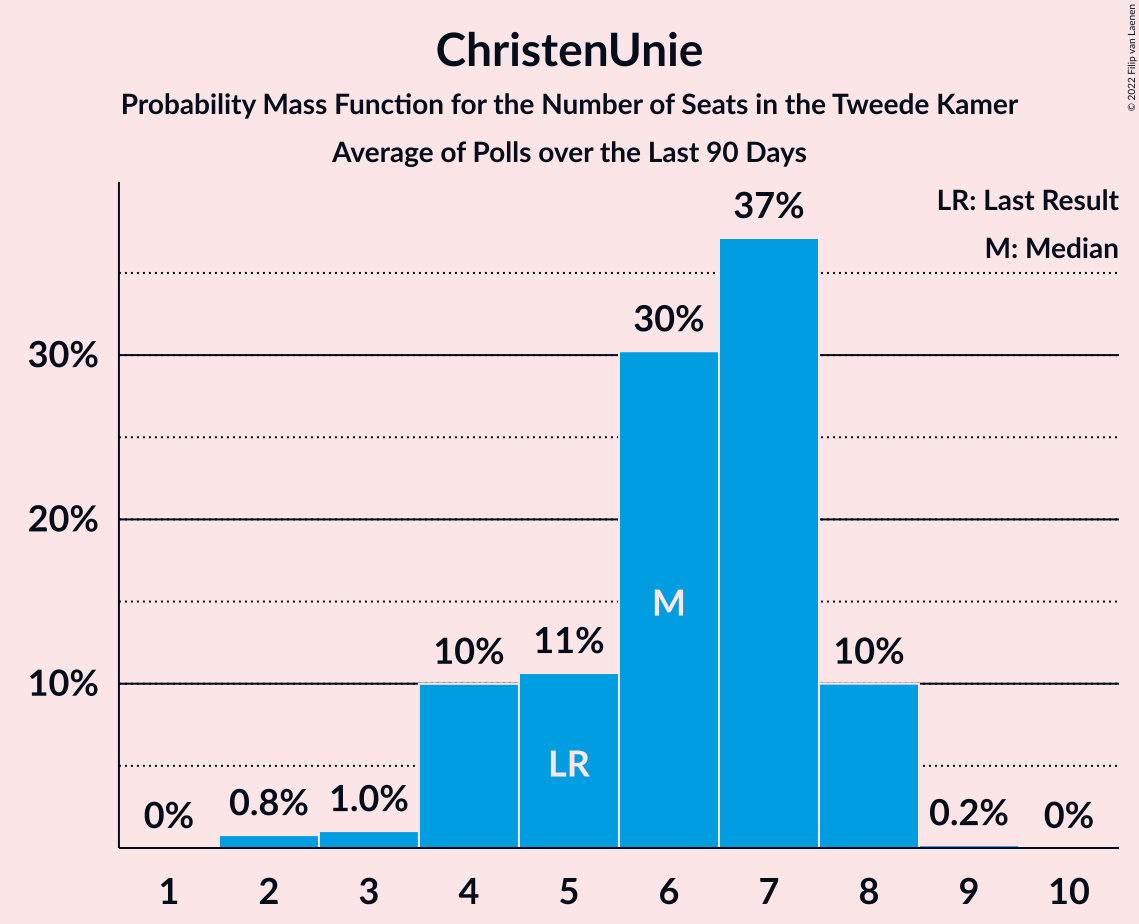 ChristenUnie
Probability Mass Function for the Number of Seats in the Tweede Kamer
Average of Polls over the Last 90 Days
© 2022 Filip van Laenen
LR: Last Result
M: Median
37%
30%
30%
20%
M
10%
11%
10%
10%
LR
0%
0.8%
1.0%
0.2%
0%
1 2 3 4 5 6 7 8 9 10